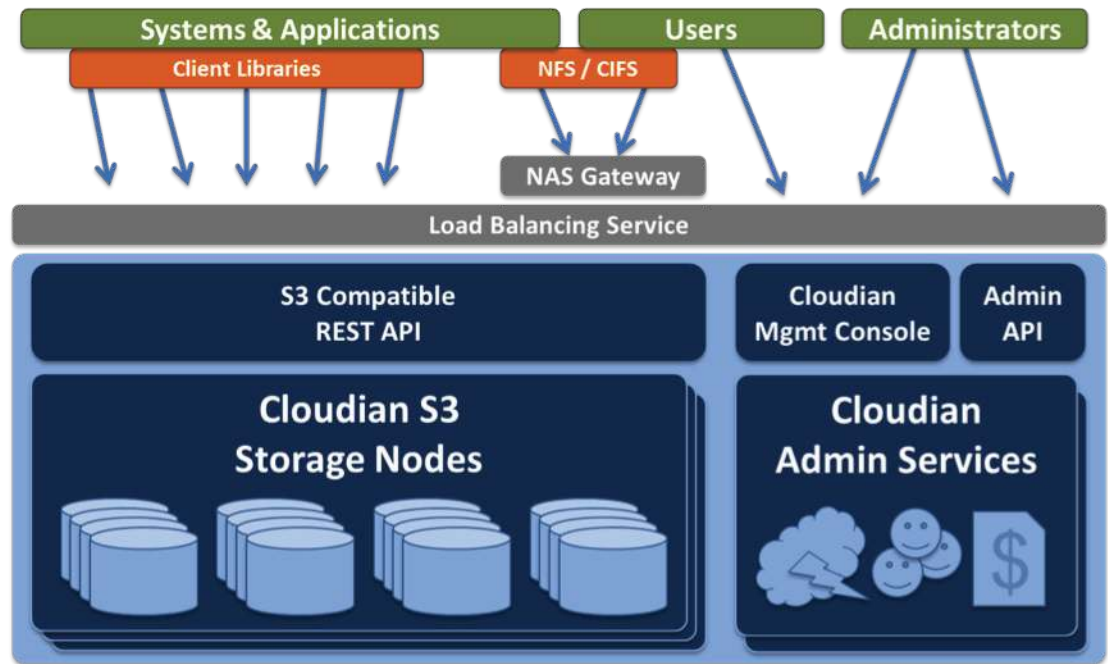 Systems & Applications
Users
Administrators
Client Libraries
NFS / CIFS
NAS Gateway
Load Balancing Service
S3 Compatible
REST API
Cloudian
Mgmt Console
Admin
API
Cloudian S3
Storage Nodes
Cloudian
Admin Services
$